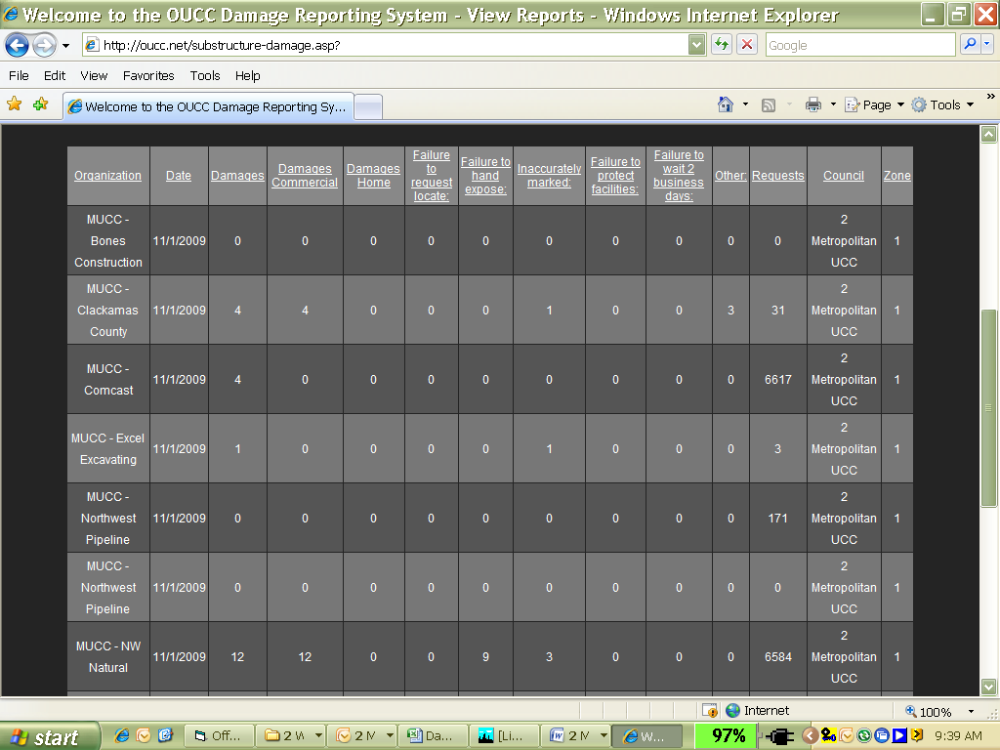 Welcome to the OUCC Damage Reporting System - View Reports - Windows Internet Explorer
http://oucc.net/substructure-damage.asp?
Google
File Edit View Favorites Tools Help
Welcome to the OUCC Damage Reporting Sy...
Page Tools
Organization Date Damages Damages Commercial Damages Home Failure to request locate: Failure to hand expose: Inaccurately marked: Failure to protect facilities: Failure to wait 2 business days: Other: Requests Council Zone
MUCC - Bones Construction 11/1/2009 0 0 0 0 0 0 0 0 0 0 2 Metropolitan UCC 1
MUCC - Clackamas County 11/1/2009 4 4 0 0 0 1 0 0 3 31 2 Metropolitan UCC 1
MUCC - Comcast 11/1/2009 4 0 0 0 0 0 0 0 0 6617 2 Metropolitan UCC 1
MUCC - Excel Excavating 11/1/2009 1 0 0 0 0 1 0 0 0 3 2 Metropolitan UCC 1
MUCC - Northwest Pipeline 11/1/2009 0 0 0 0 0 0 0 0 0 171 2 Metropolitan UCC 1
MUCC - Northwest Pipeline 11/1/2009 0 0 0 0 0 0 0 0 0 0 2 Metropolitan UCC 1
MUCC - NW Natural 11/1/2009 12 12 0 0 9 3 0 0 0 6584 2 Metropolitan UCC 1
Internet 100%
start Off... 2 W 2 M Da... [Li... 2 M W... 97% 9:39 AM